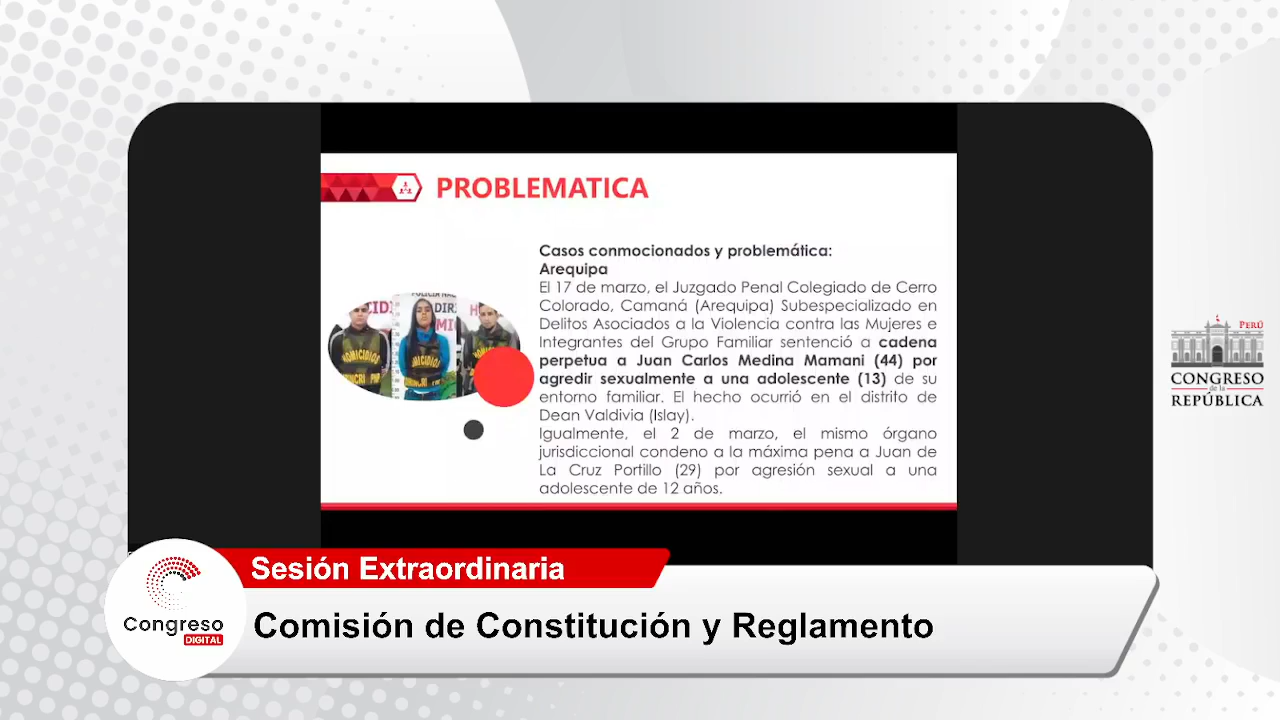 PROBLEMATICA
Casos conmocionados y problemática:
Arequipa
El 17 de marzo, el Juzgado Penal Colegiado de Cerro
Colorado, Camaná (Arequipa) Subespecializado en
Delitos Asociados a la Violencia contra las Mujeres e
Integrantes del Grupo Familiar sentenció a cadena
perpetua a Juan Carlos Medina Mamani (44) por
agredir sexualmente a una adolescente (13) de su
entorno familiar. El hecho ocurrió en el distrito de
Dean Valdivia (Islay).
Igualmente, el 2 de marzo, el mismo órgano
jurisdiccional condeno a la máxima pena a Juan de
La Cruz Portillo (29) por agresión sexual a una
adolescente de 12 años.
PERÚ
CONGRESO
de la
REPÚBLICA
Sesión Extraordinaria
Congreso
DIGITAL
Comisión de Constitución y Reglamento